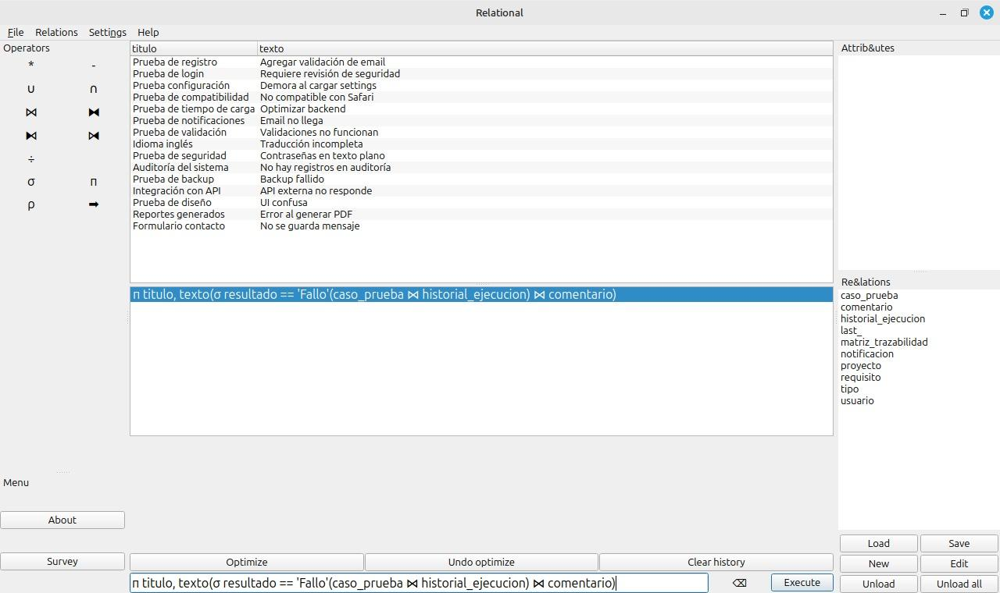 Relational
File Relations Settings Help
Operators
* -
∪ ∩
⋈ ⧓
⧑ ⧒
÷
σ π
ρ ➡
Menu
About
Survey
titulo texto
Prueba de registro Agregar validación de email
Prueba de login Requiere revisión de seguridad
Prueba configuración Demora al cargar settings
Prueba de compatibilidad No compatible con Safari
Prueba de tiempo de carga Optimizar backend
Prueba de notificaciones Email no llega
Prueba de validación Validaciones no funcionan
Idioma inglés Traducción incompleta
Prueba de seguridad Contraseñas en texto plano
Auditoría del sistema No hay registros en auditoría
Prueba de backup Backup fallido
Integración con API API externa no responde
Prueba de diseño UI confusa
Reportes generados Error al generar PDF
Formulario contacto No se guarda mensaje
π titulo, texto(σ resultado == 'Fallo'(caso_prueba ⋈ historial_ejecucion) ⋈ comentario)
Optimize Undo optimize Clear history
π titulo, texto(σ resultado == 'Fallo'(caso_prueba ⋈ historial_ejecucion) ⋈ comentario)
⌫ Execute
Attrib&utes
Re&lations
caso_prueba
comentario
historial_ejecucion
last_
matriz_trazabilidad
notificacion
proyecto
requisito
tipo
usuario
Load Save
New Edit
Unload Unload all